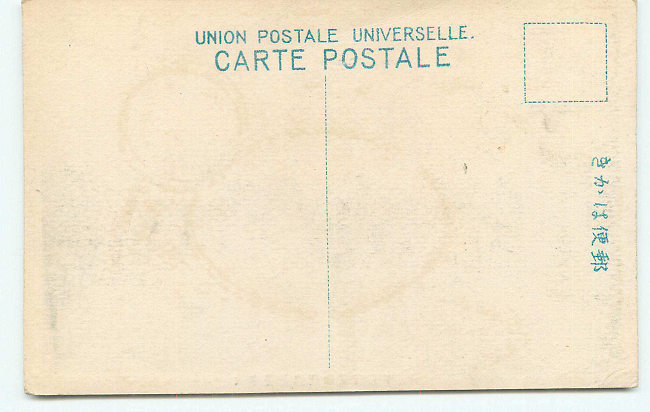 UNION POSTALE UNIVERSELLE.
CARTE POSTALE
郵便はかき